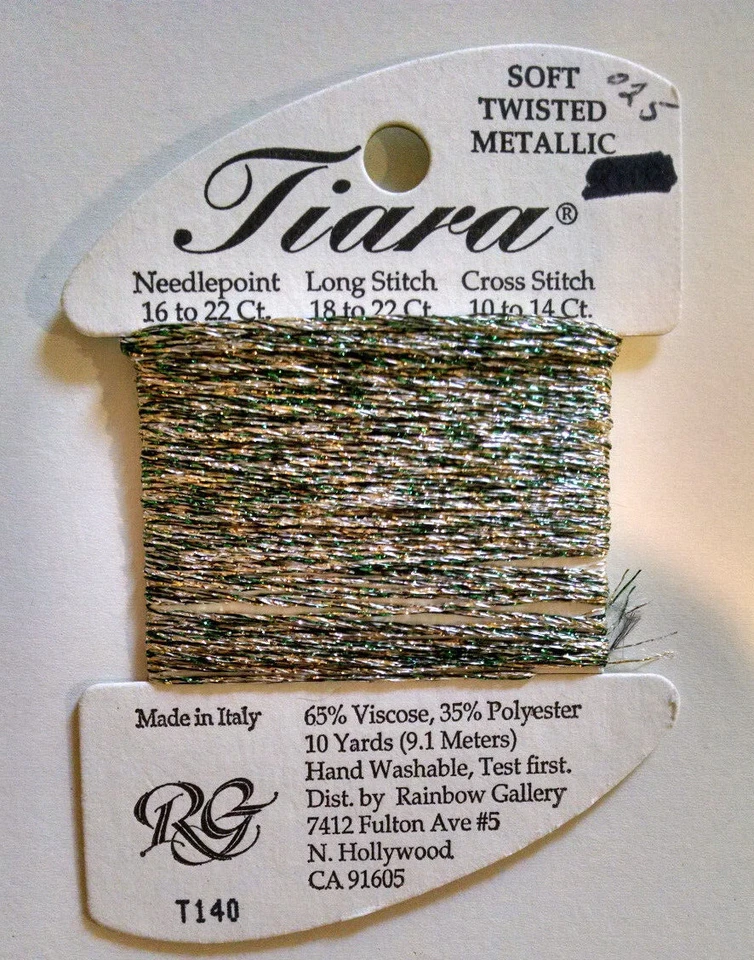 SOFT
TWISTED
METALLIC
025
Tiara®
Needlepoint Long Stitch Cross Stitch
16 to 22 Ct. 18 to 22 Ct. 10 to 14 Ct.
Made in Italy
65% Viscose, 35% Polyester
10 Yards (9.1 Meters)
Hand Washable, Test first.
Dist. by Rainbow Gallery
7412 Fulton Ave #5
N. Hollywood
CA 91605
RG
T140